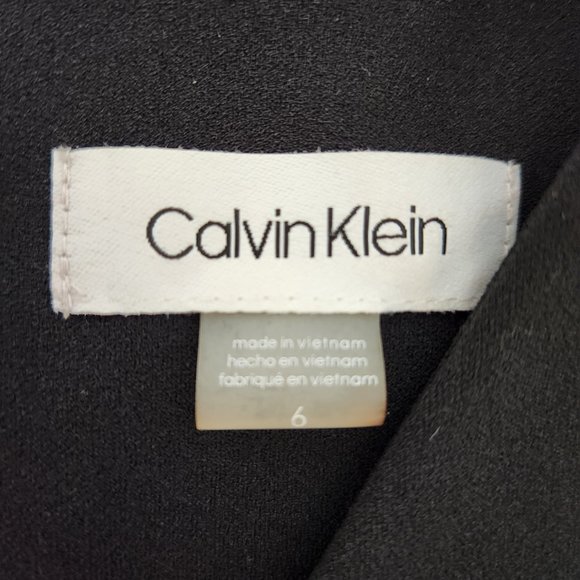 Calvin Klein
made in vietnam
hecho en vietnam
fabriqué en vietnam
6